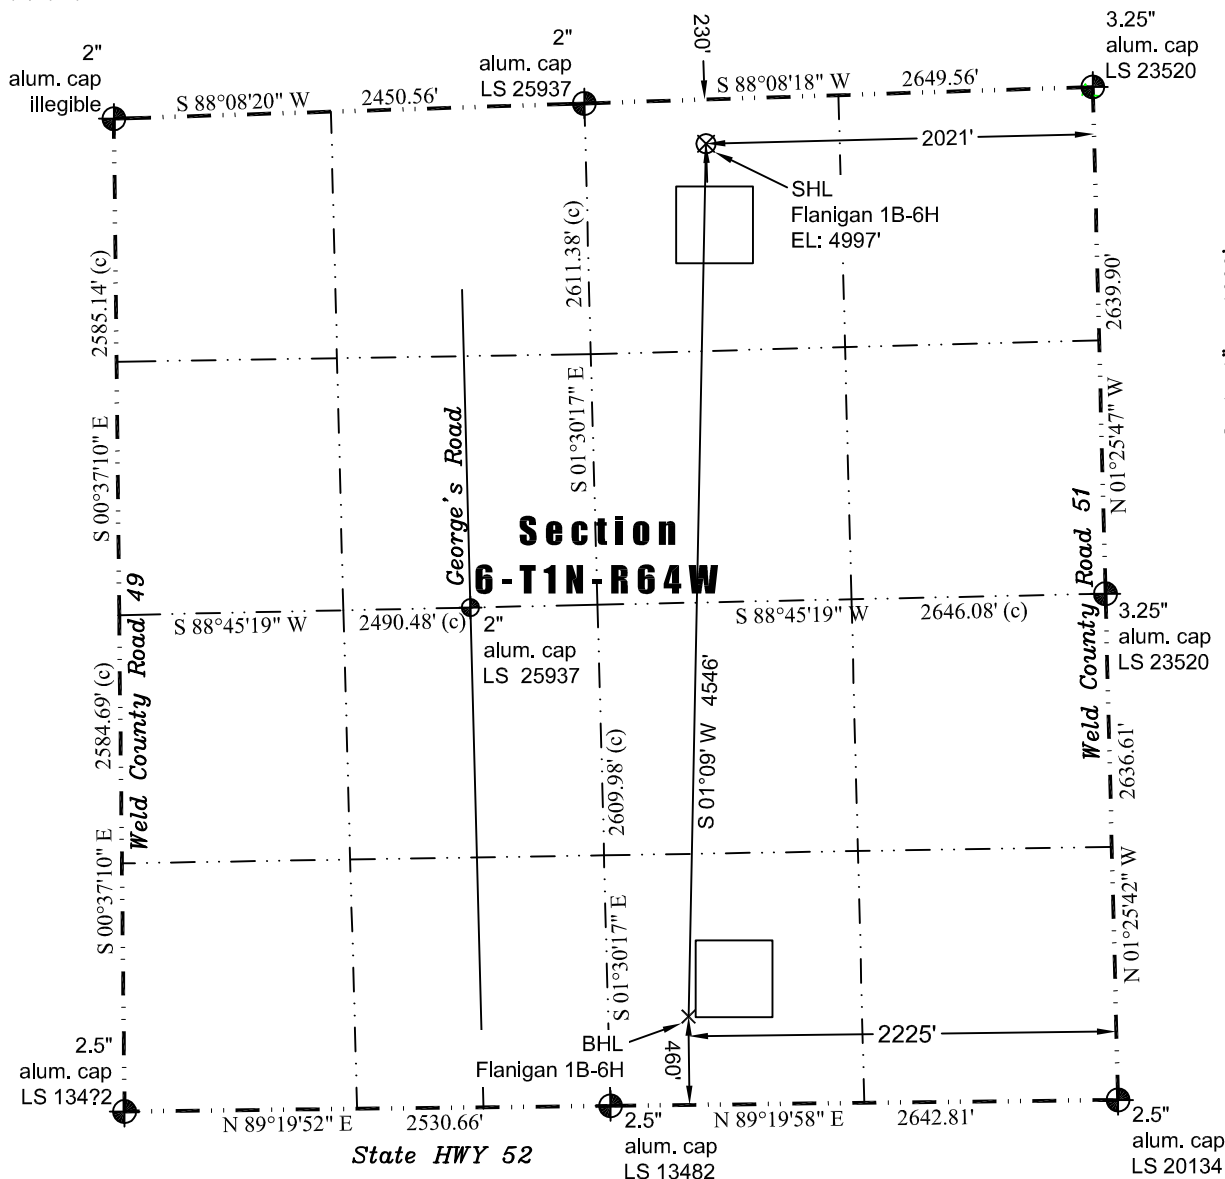 2"
alum. cap
illegible
S 88°08'20" W
2450.56'
2"
alum. cap
LS 25937
230'
S 88°08'18" W
2649.56'
3.25"
alum. cap
LS 23520
2021'
SHL
Flanigan 1B-6H
EL: 4997'
2585.14' (c)
2611.38' (c)
2639.90'
S 00°37'10" E
S 01°30'17" E
N 01°25'47" W
George's Road
Section
6-T1N-R64W
Weld County Road 49
Weld County Road 51
S 88°45'19" W
2490.48' (c)
2"
alum. cap
LS 25937
S 88°45'19" W
2646.08' (c)
3.25"
alum. cap
LS 23520
2584.69' (c)
2609.98' (c)
S 01°09' W 4546'
2636.61'
S 00°37'10" E
S 01°30'17" E
N 01°25'42" W
BHL
Flanigan 1B-6H
460'
2225'
2.5"
alum. cap
LS 134?2
N 89°19'52" E
2530.66'
2.5"
alum. cap
LS 13482
N 89°19'58" E
2642.81'
2.5"
alum. cap
LS 20134
State HWY 52